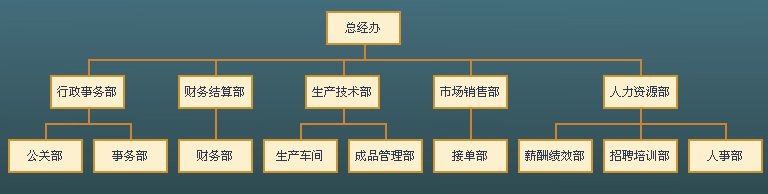 总经办
行政事务部
财务结算部
生产技术部
市场销售部
人力资源部
公关部
事务部
财务部
生产车间
成品管理部
接单部
薪酬绩效部
招聘培训部
人事部